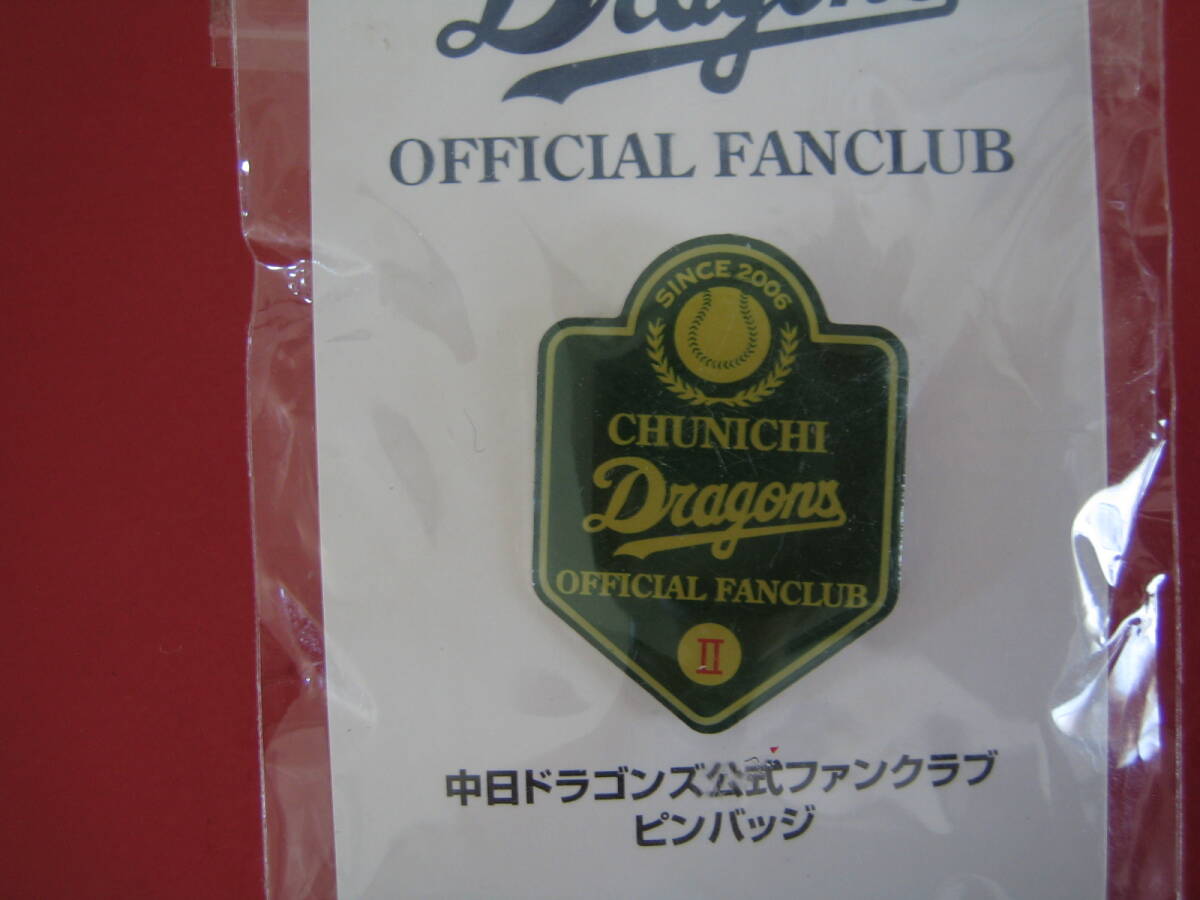 Dragons
OFFICIAL FANCLUB
SINCE 2006
CHUNICHI
Dragons
OFFICIAL FANCLUB
II
中日ドラゴンズ公式ファンクラブ
ピンバッジ